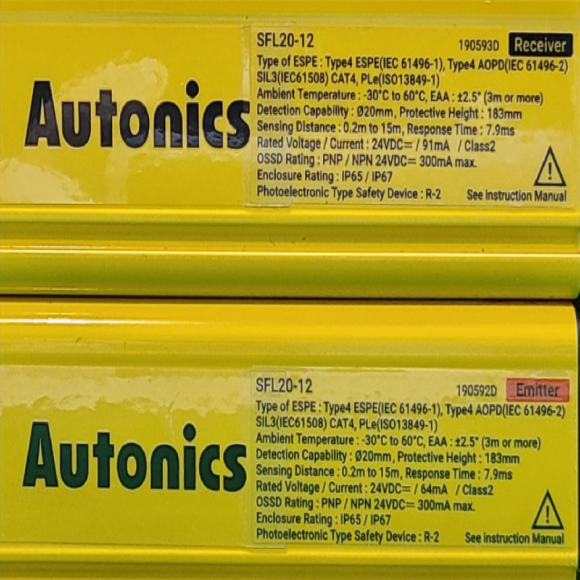 Autonics
SFL20-12 190593D Receiver
Type of ESPE : Type4 ESPE(IEC 61496-1), Type4 AOPD(IEC 61496-2)
SIL3(IEC61508) CAT4, PLe(ISO13849-1)
Ambient Temperature : -30°C to 60°C, EAA : ±2.5° (3m or more)
Detection Capability : Ø20mm, Protective Height : 183mm
Sensing Distance : 0.2m to 15m, Response Time : 7.9ms
Rated Voltage / Current : 24VDC⎓ / 91mA / Class2
OSSD Rating : PNP / NPN 24VDC⎓ 300mA max.
Enclosure Rating : IP65 / IP67
Photoelectronic Type Safety Device : R-2 See Instruction Manual
Autonics
SFL20-12 190592D Emitter
Type of ESPE : Type4 ESPE(IEC 61496-1), Type4 AOPD(IEC 61496-2)
SIL3(IEC61508) CAT4, PLe(ISO13849-1)
Ambient Temperature : -30°C to 60°C, EAA : ±2.5° (3m or more)
Detection Capability : Ø20mm, Protective Height : 183mm
Sensing Distance : 0.2m to 15m, Response Time : 7.9ms
Rated Voltage / Current : 24VDC⎓ / 64mA / Class2
OSSD Rating : PNP / NPN 24VDC⎓ 300mA max.
Enclosure Rating : IP65 / IP67
Photoelectronic Type Safety Device : R-2 See Instruction Manual